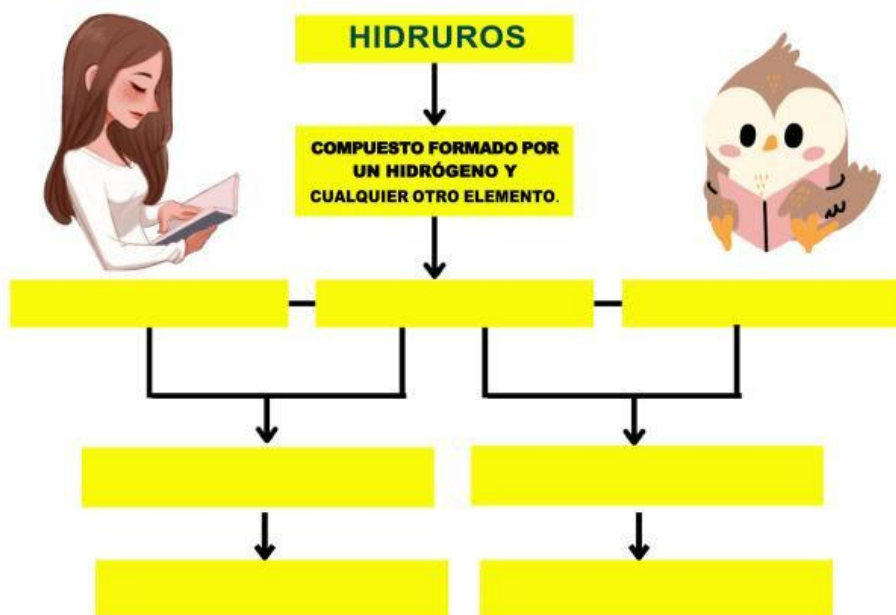 HIDRUROS
COMPUESTO FORMADO POR
UN HIDRÓGENO Y
CUALQUIER OTRO ELEMENTO.